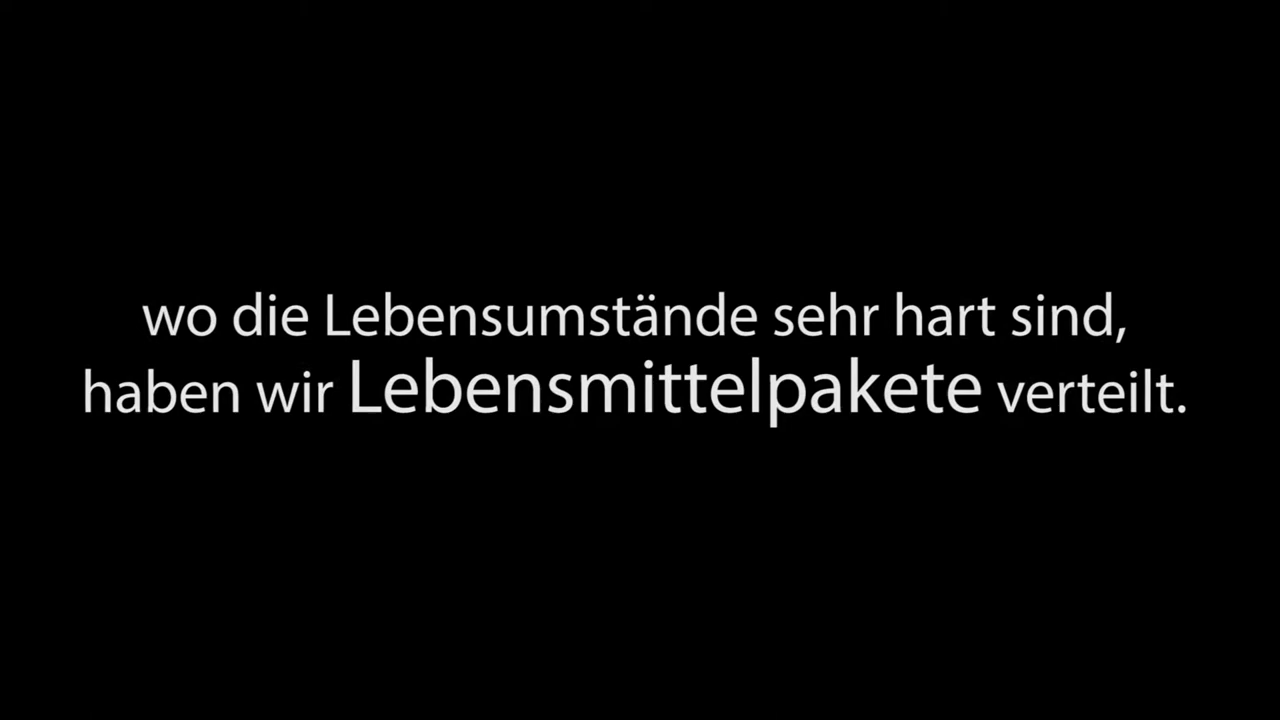 wo die Lebensumstände sehr hart sind,
haben wir Lebensmittelpakete verteilt.